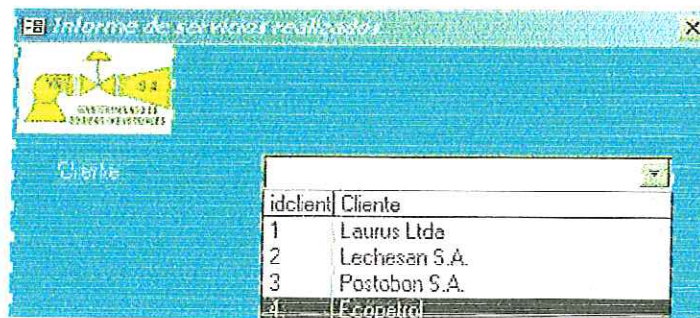 Informe de servicios realizados
Cliente
idclient Cliente
1 Laurus Ltda
2 Lechesan S.A.
3 Postobon S.A.
4 Ecopetrol